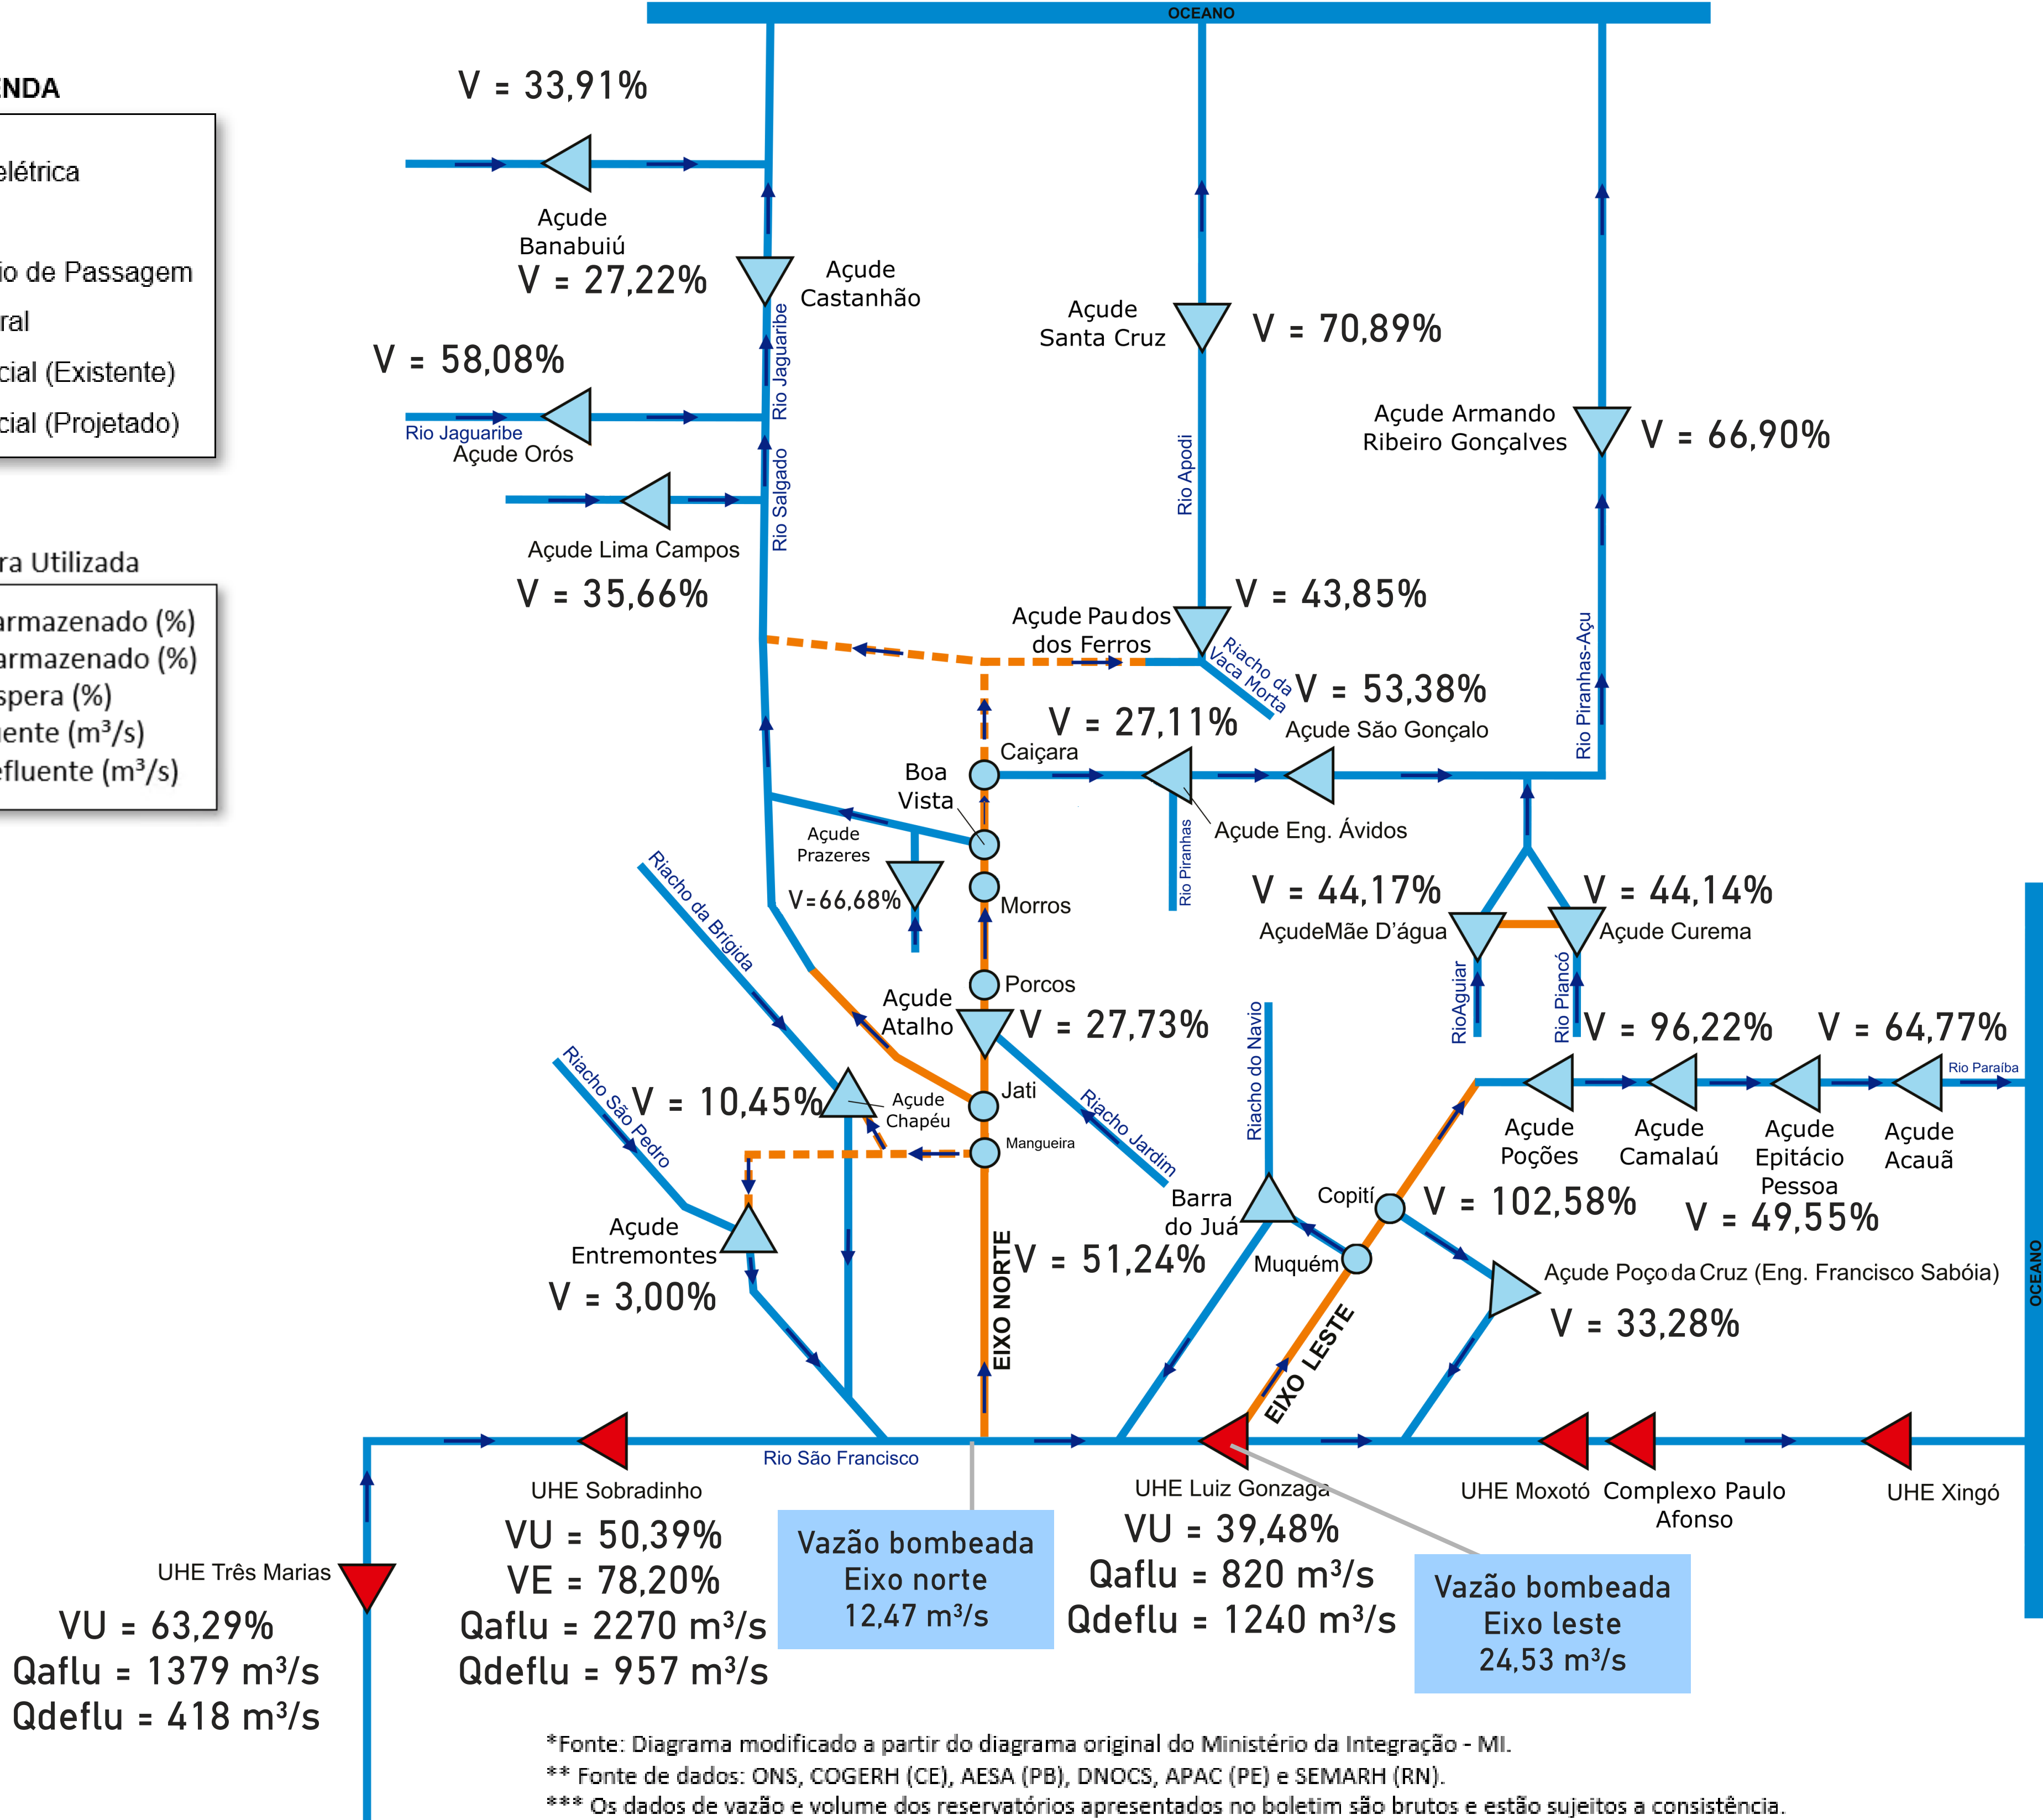 OCEANO
V = 33,91%
ENDA
elétrica
io de Passagem
ral
cial (Existente)
cial (Projetado)
Açude
Banabuiú
V = 27,22%
Açude
Castanhão
Rio Jaguaribe
Açude
Santa Cruz
V = 70,89%
V = 58,08%
Rio Jaguaribe
Açude Orós
Rio Salgado
Rio Apodi
Açude Armando
Ribeiro Gonçalves
V = 66,90%
Açude Lima Campos
V = 35,66%
ra Utilizada
armazenado (%)
armazenado (%)
spera (%)
uente (m³/s)
efluente (m³/s)
Açude Pau dos
dos Ferros
V = 43,85%
Riacho da
Vaca Morta
V = 53,38%
Açude São Gonçalo
Rio Piranhas-Açu
V = 27,11%
Caiçara
Boa
Vista
Açude Eng. Ávidos
Rio Piranhas
Açude
Prazeres
V=66,68%
Morros
Riacho da Brígida
V = 44,17%
AçudeMãe D'água
V = 44,14%
Açude Curema
RioAguiar
Rio Piancó
Porcos
Açude
Atalho
V = 27,73%
Riacho do Navio
V = 96,22%
V = 64,77%
Rio Paraíba
Riacho São Pedro
V = 10,45%
Açude
Chapéu
Jati
Mangueira
Riacho Jardim
Açude
Poções
Açude
Camalaú
Açude
Epitácio
Pessoa
Açude
Acauã
V = 102,58%
V = 49,55%
Barra
do Juá
Copití
Muquém
V = 51,24%
Açude
Entremontes
V = 3,00%
EIXO NORTE
EIXO LESTE
Açude Poço da Cruz (Eng. Francisco Sabóia)
V = 33,28%
OCEANO
Rio São Francisco
UHE Sobradinho
VU = 50,39%
VE = 78,20%
Qaflu = 2270 m³/s
Qdeflu = 957 m³/s
Vazão bombeada
Eixo norte
12,47 m³/s
UHE Luiz Gonzaga
VU = 39,48%
Qaflu = 820 m³/s
Qdeflu = 1240 m³/s
Vazão bombeada
Eixo leste
24,53 m³/s
UHE Moxotó
Complexo Paulo
Afonso
UHE Xingó
UHE Três Marias
VU = 63,29%
Qaflu = 1379 m³/s
Qdeflu = 418 m³/s
*Fonte: Diagrama modificado a partir do diagrama original do Ministério da Integração - MI.
** Fonte de dados: ONS, COGERH (CE), AESA (PB), DNOCS, APAC (PE) e SEMARH (RN).
*** Os dados de vazão e volume dos reservatórios apresentados no boletim são brutos e estão sujeitos a consistência.